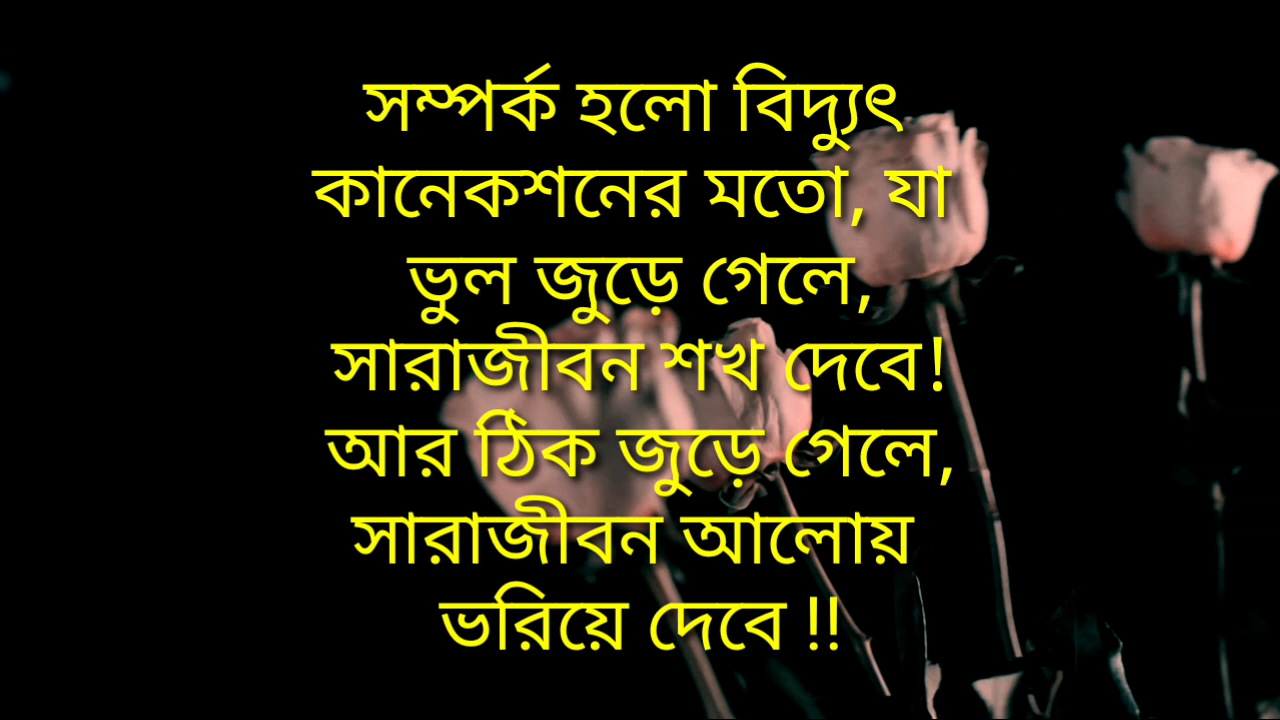 সম্পর্ক হলো বিদ্যুৎ
কানেকশনের মতো, যা
ভুল জুড়ে গেলে,
সারাজীবন শখ দেবে!
আর ঠিক জুড়ে গেলে,
সারাজীবন আলোয়
ভরিয়ে দেবে !!